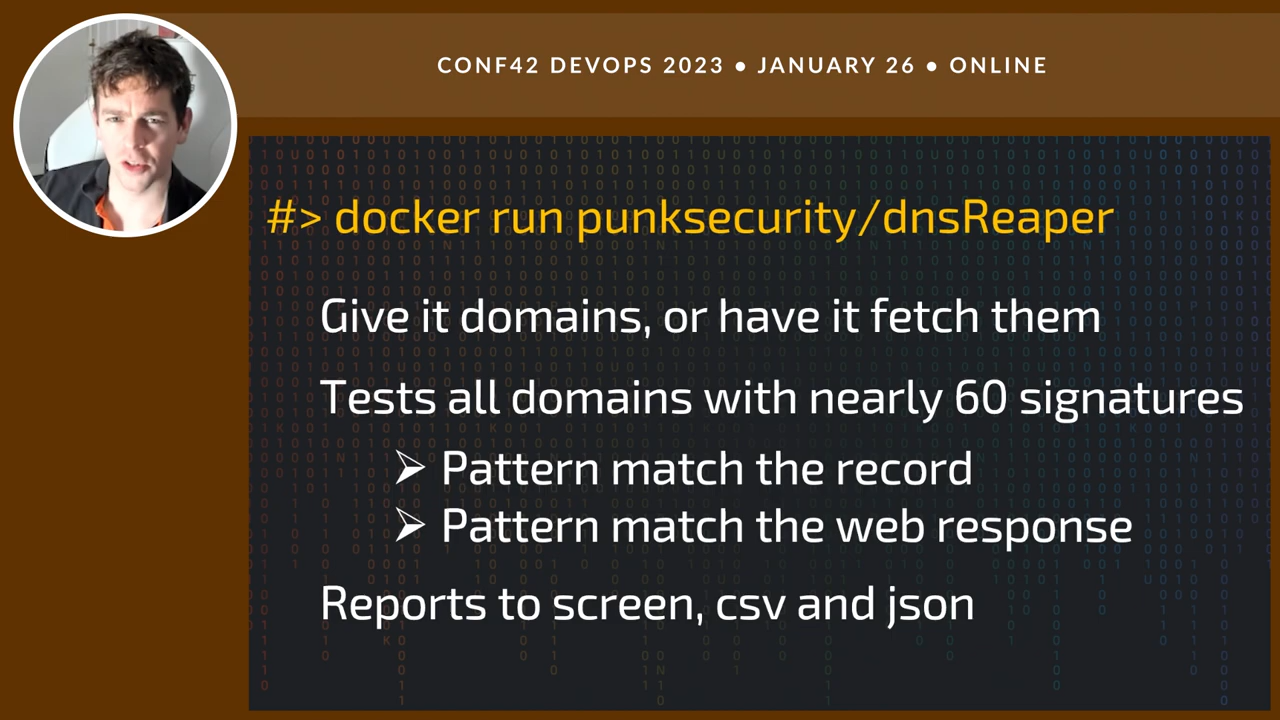 CONF42 DEVOPS 2023 ● JANUARY 26 ● ONLINE
#> docker run punksecurity/dnsReaper
Give it domains, or have it fetch them
Tests all domains with nearly 60 signatures
➢ Pattern match the record
➢ Pattern match the web response
Reports to screen, csv and json